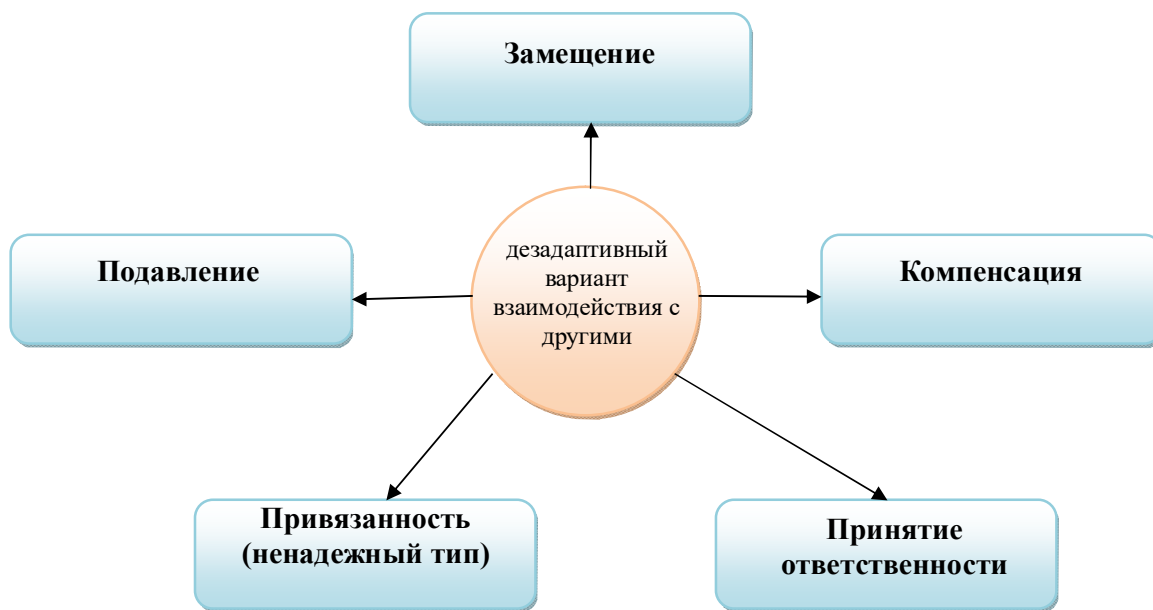 Замещение
Подавление
дезадаптивный
вариант
взаимодействия с
другими
Компенсация
Привязанность
(ненадежный тип)
Принятие
ответственности